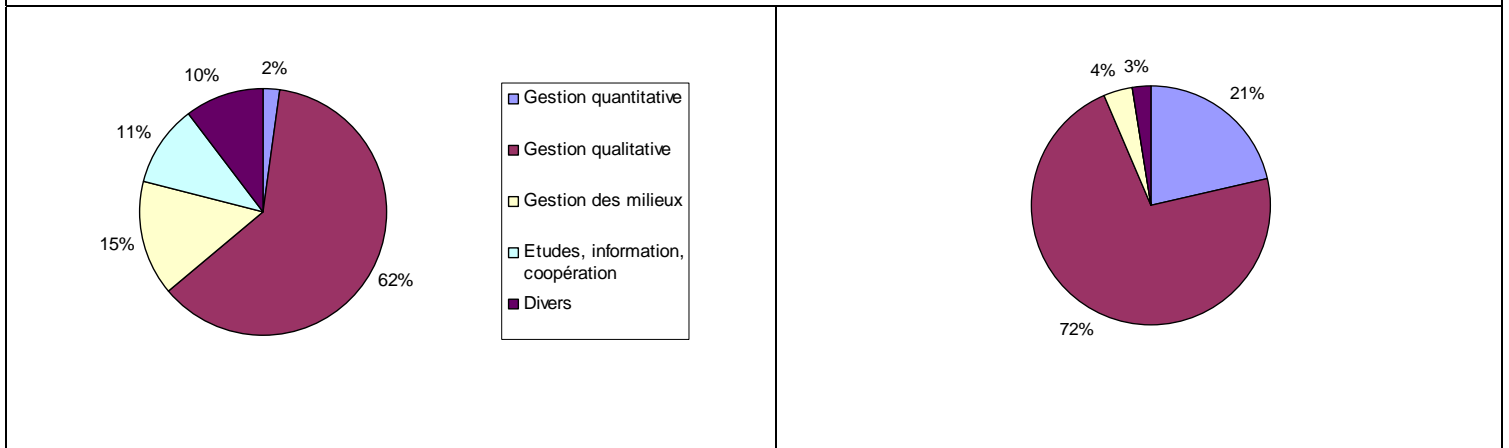 10%
2%
11%
15%
62%
Gestion quantitative
Gestion qualitative
Gestion des milieux
Etudes, information,
coopération
Divers
4%
3%
21%
72%